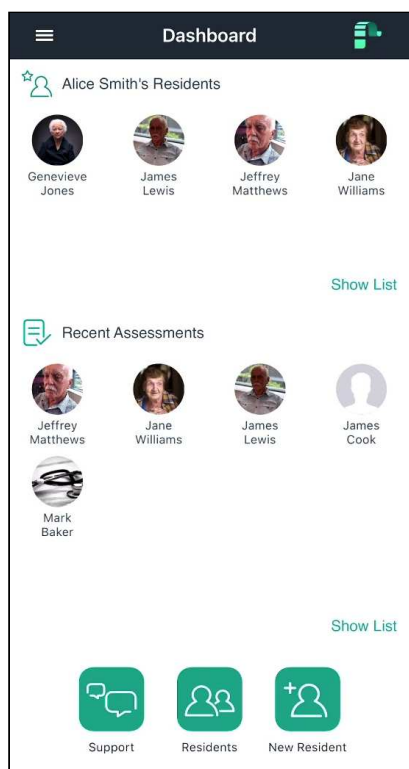 Dashboard
Alice Smith's Residents
Genevieve
Jones
James
Lewis
Jeffrey
Matthews
Jane
Williams
Show List
Recent Assessments
Jeffrey
Matthews
Jane
Williams
James
Lewis
James
Cook
Mark
Baker
Show List
Support
Residents
New Resident